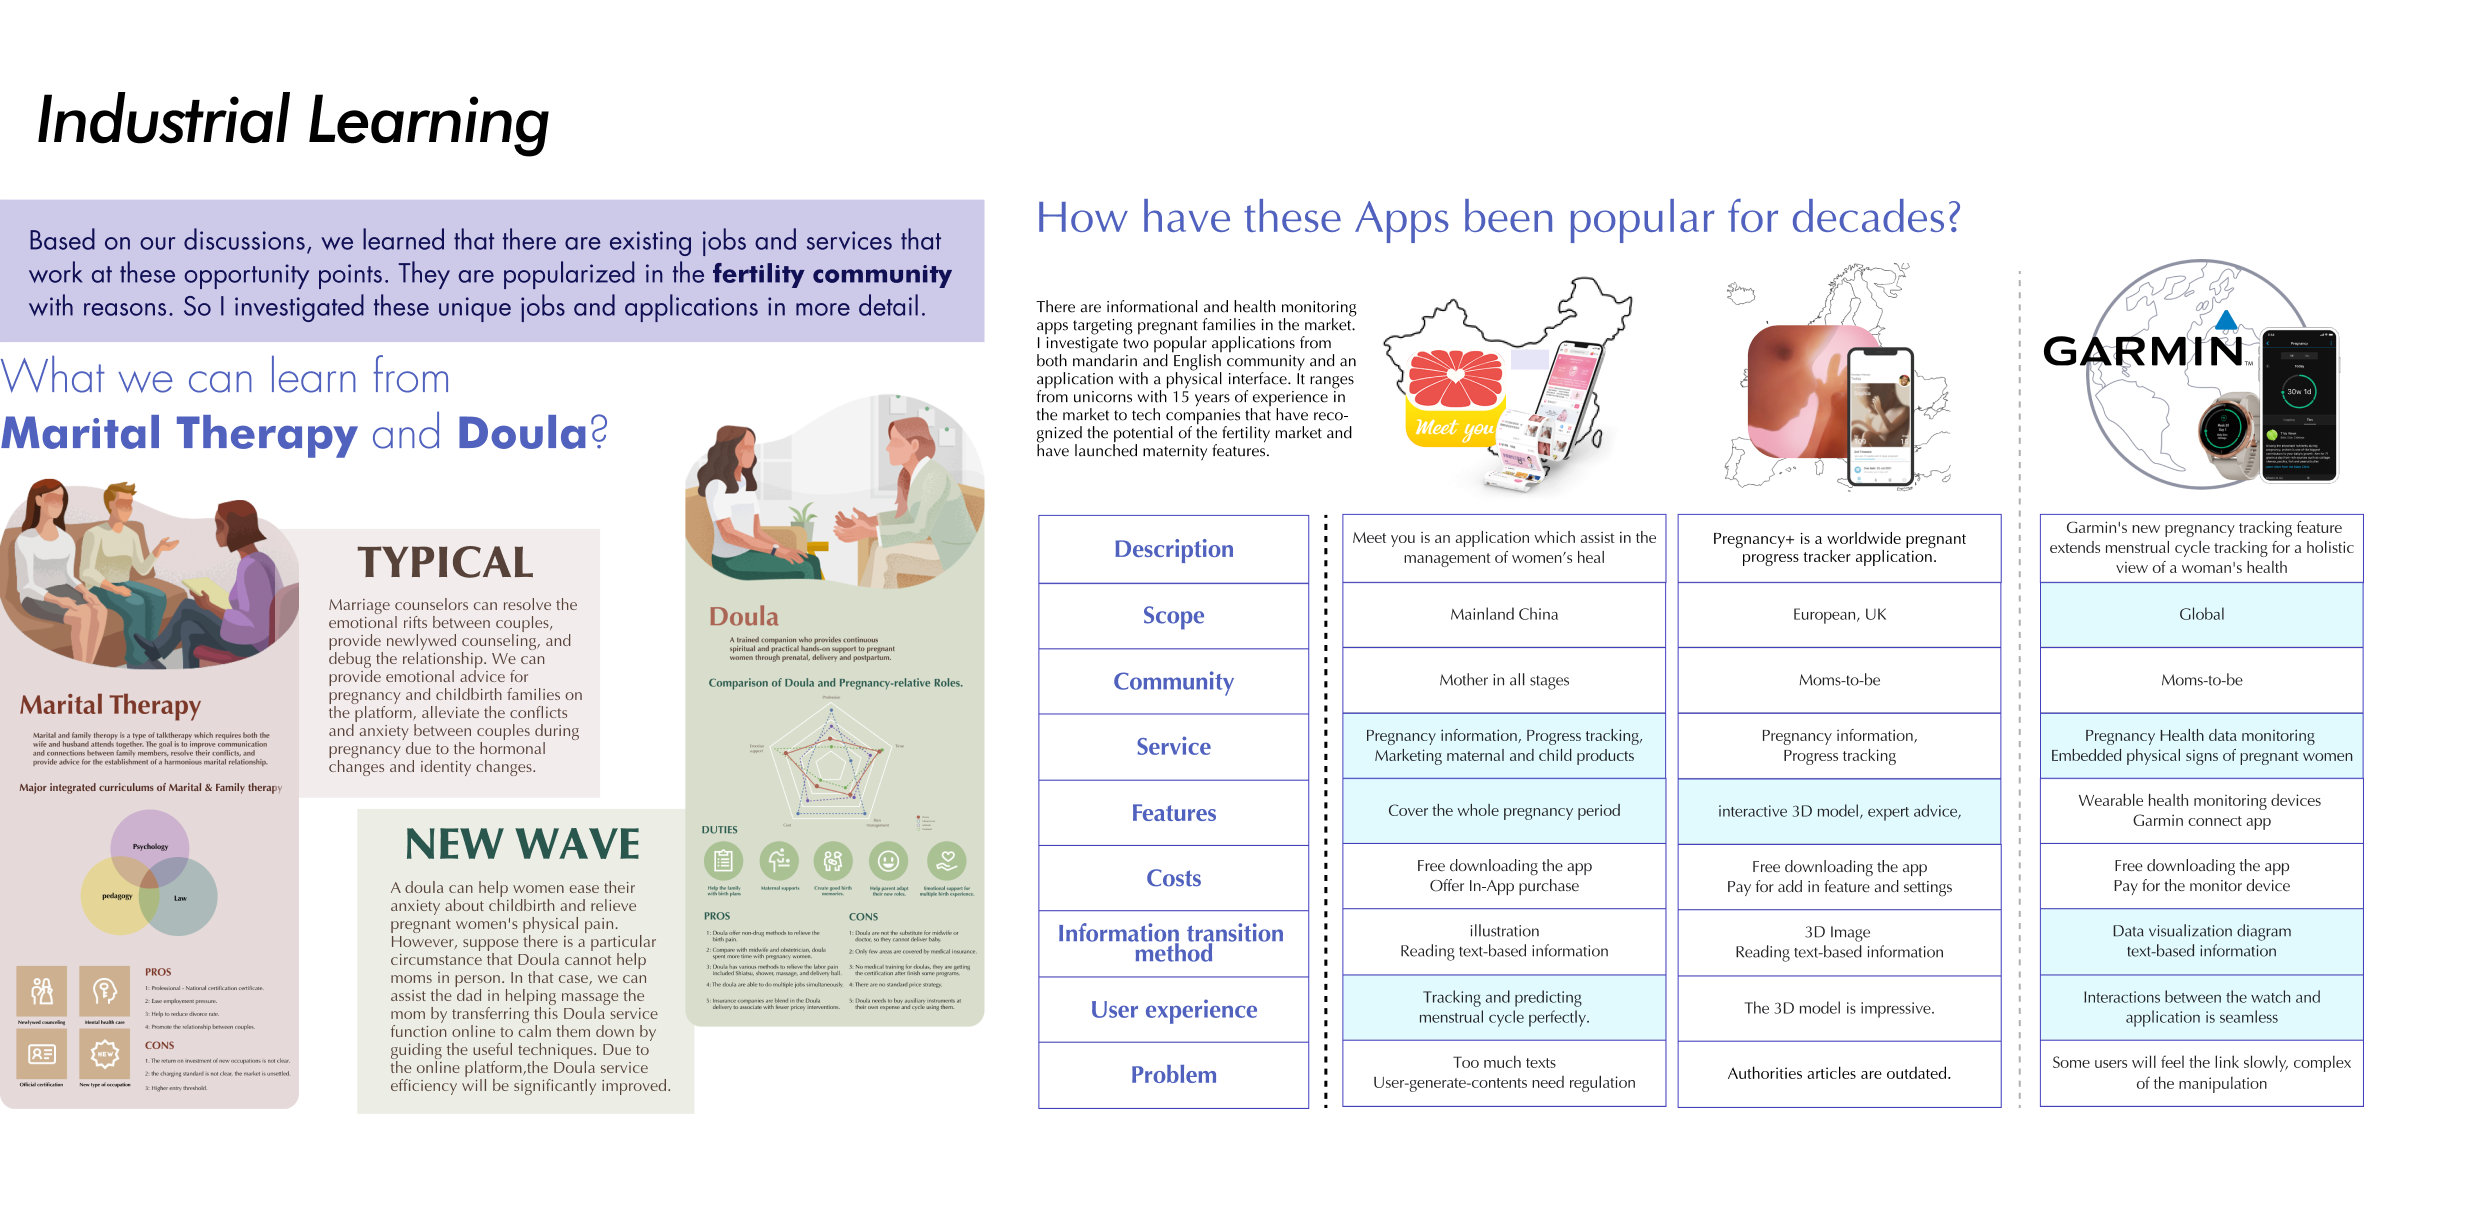 Industrial Learning
Based on our discussions, we learned that there are existing jobs and services that
work at these opportunity points. They are popularized in the fertility community
with reasons. So I investigated these unique jobs and applications in more detail.
What we can learn from
Marital Therapy and Doula?
TYPICAL
Marriage counselors can resolve the
emotional rifts between couples,
provide newlywed counseling, and
debug the relationship. We can
provide emotional advice for
pregnancy and childbirth families on
the platform, alleviate the conflicts
and anxiety between couples during
pregnancy due to the hormonal
changes and identity changes.
Marital Therapy
Marital and family therapy is a type of talktherapy which requires both the
wife and husband attends together. The goal is to improve communication
and connections between family members, resolve their conflicts, and
provide advice for the establishment of a harmonious marital relationship.
Major integrated curriculums of Marital & Family therapy
Psychology
pedagogy
Law
Newlywed counseling
Mental health care
Official certification
New type of occupation
NEW
PROS
1: Professional - National certification certificate.
2: Ease employment pressure.
3: Help to reduce divorce rate.
4: Promote the relationship between couples.
CONS
1. The return on investment of new occupations is not clear.
2: the charging standard is not clear, the market is unsettled.
3: Higher entry threshold.
NEW WAVE
A doula can help women ease their
anxiety about childbirth and relieve
pregnant women's physical pain.
However, suppose there is a particular
circumstance that Doula cannot help
moms in person. In that case, we can
assist the dad in helping massage the
mom by transferring this Doula service
function online to calm them down by
guiding the useful techniques. Due to
the online platform,the Doula service
efficiency will be significantly improved.
Doula
A trained companion who provides continuous
spiritual and practical hands-on support to pregnant
women through prenatal, delivery and postpartum.
Comparison of Doula and Pregnancy-relative Roles.
Professor
Emotion
support
Time
Cost
Pain
management
DUTIES
Help the family
with birth plans
Maternal supports
Create good birth
memories.
Help parent adapt
their new roles.
Emotional support for
multiple birth experience.
PROS
1: Doula offer non-drug methods to relieve the
birth pain.
2: Compare with midwife and obstetrician, doula
spent more time with pregnancy women.
3: Doula has various methods to relieve the labor pain
included Shiatsu, shower, massage, and delivery ball.
4: The doula are able to do multiple jobs simultaneously.
5: Insurance companies are blend in the Doula
delivery to associate with fewer pricey interventions.
CONS
1: Doula are not the substitute for midwife or
doctor, so they cannot deliver baby.
2: Only few areas are covered by medical insurance.
3: No medical training for doulas, they are getting
the certification after finish some programs.
4: There are no standard price strategy.
5: Doula needs to buy auxiliary instruments at
their own expense and cycle using them.
How have these Apps been popular for decades?
There are informational and health monitoring
apps targeting pregnant families in the market.
I investigate two popular applications from
both mandarin and English community and an
application with a physical interface. It ranges
from unicorns with 15 years of experience in
the market to tech companies that have reco-
gnized the potential of the fertility market and
have launched maternity features.
Meet you
GARMIN™
Pregnancy
30w 1d
Description
Meet you is an application which assist in the
management of women's heal
Pregnancy+ is a worldwide pregnant
progress tracker application.
Garmin's new pregnancy tracking feature
extends menstrual cycle tracking for a holistic
view of a woman's health
Scope
Mainland China
European, UK
Global
Community
Mother in all stages
Moms-to-be
Moms-to-be
Service
Pregnancy information, Progress tracking,
Marketing maternal and child products
Pregnancy information,
Progress tracking
Pregnancy Health data monitoring
Embedded physical signs of pregnant women
Features
Cover the whole pregnancy period
interactive 3D model, expert advice,
Wearable health monitoring devices
Garmin connect app
Costs
Free downloading the app
Offer In-App purchase
Free downloading the app
Pay for add in feature and settings
Free downloading the app
Pay for the monitor device
Information transition
method
illustration
Reading text-based information
3D Image
Reading text-based information
Data visualization diagram
text-based information
User experience
Tracking and predicting
menstrual cycle perfectly.
The 3D model is impressive.
Interactions between the watch and
application is seamless
Problem
Too much texts
User-generate-contents need regulation
Authorities articles are outdated.
Some users will feel the link slowly, complex
of the manipulation